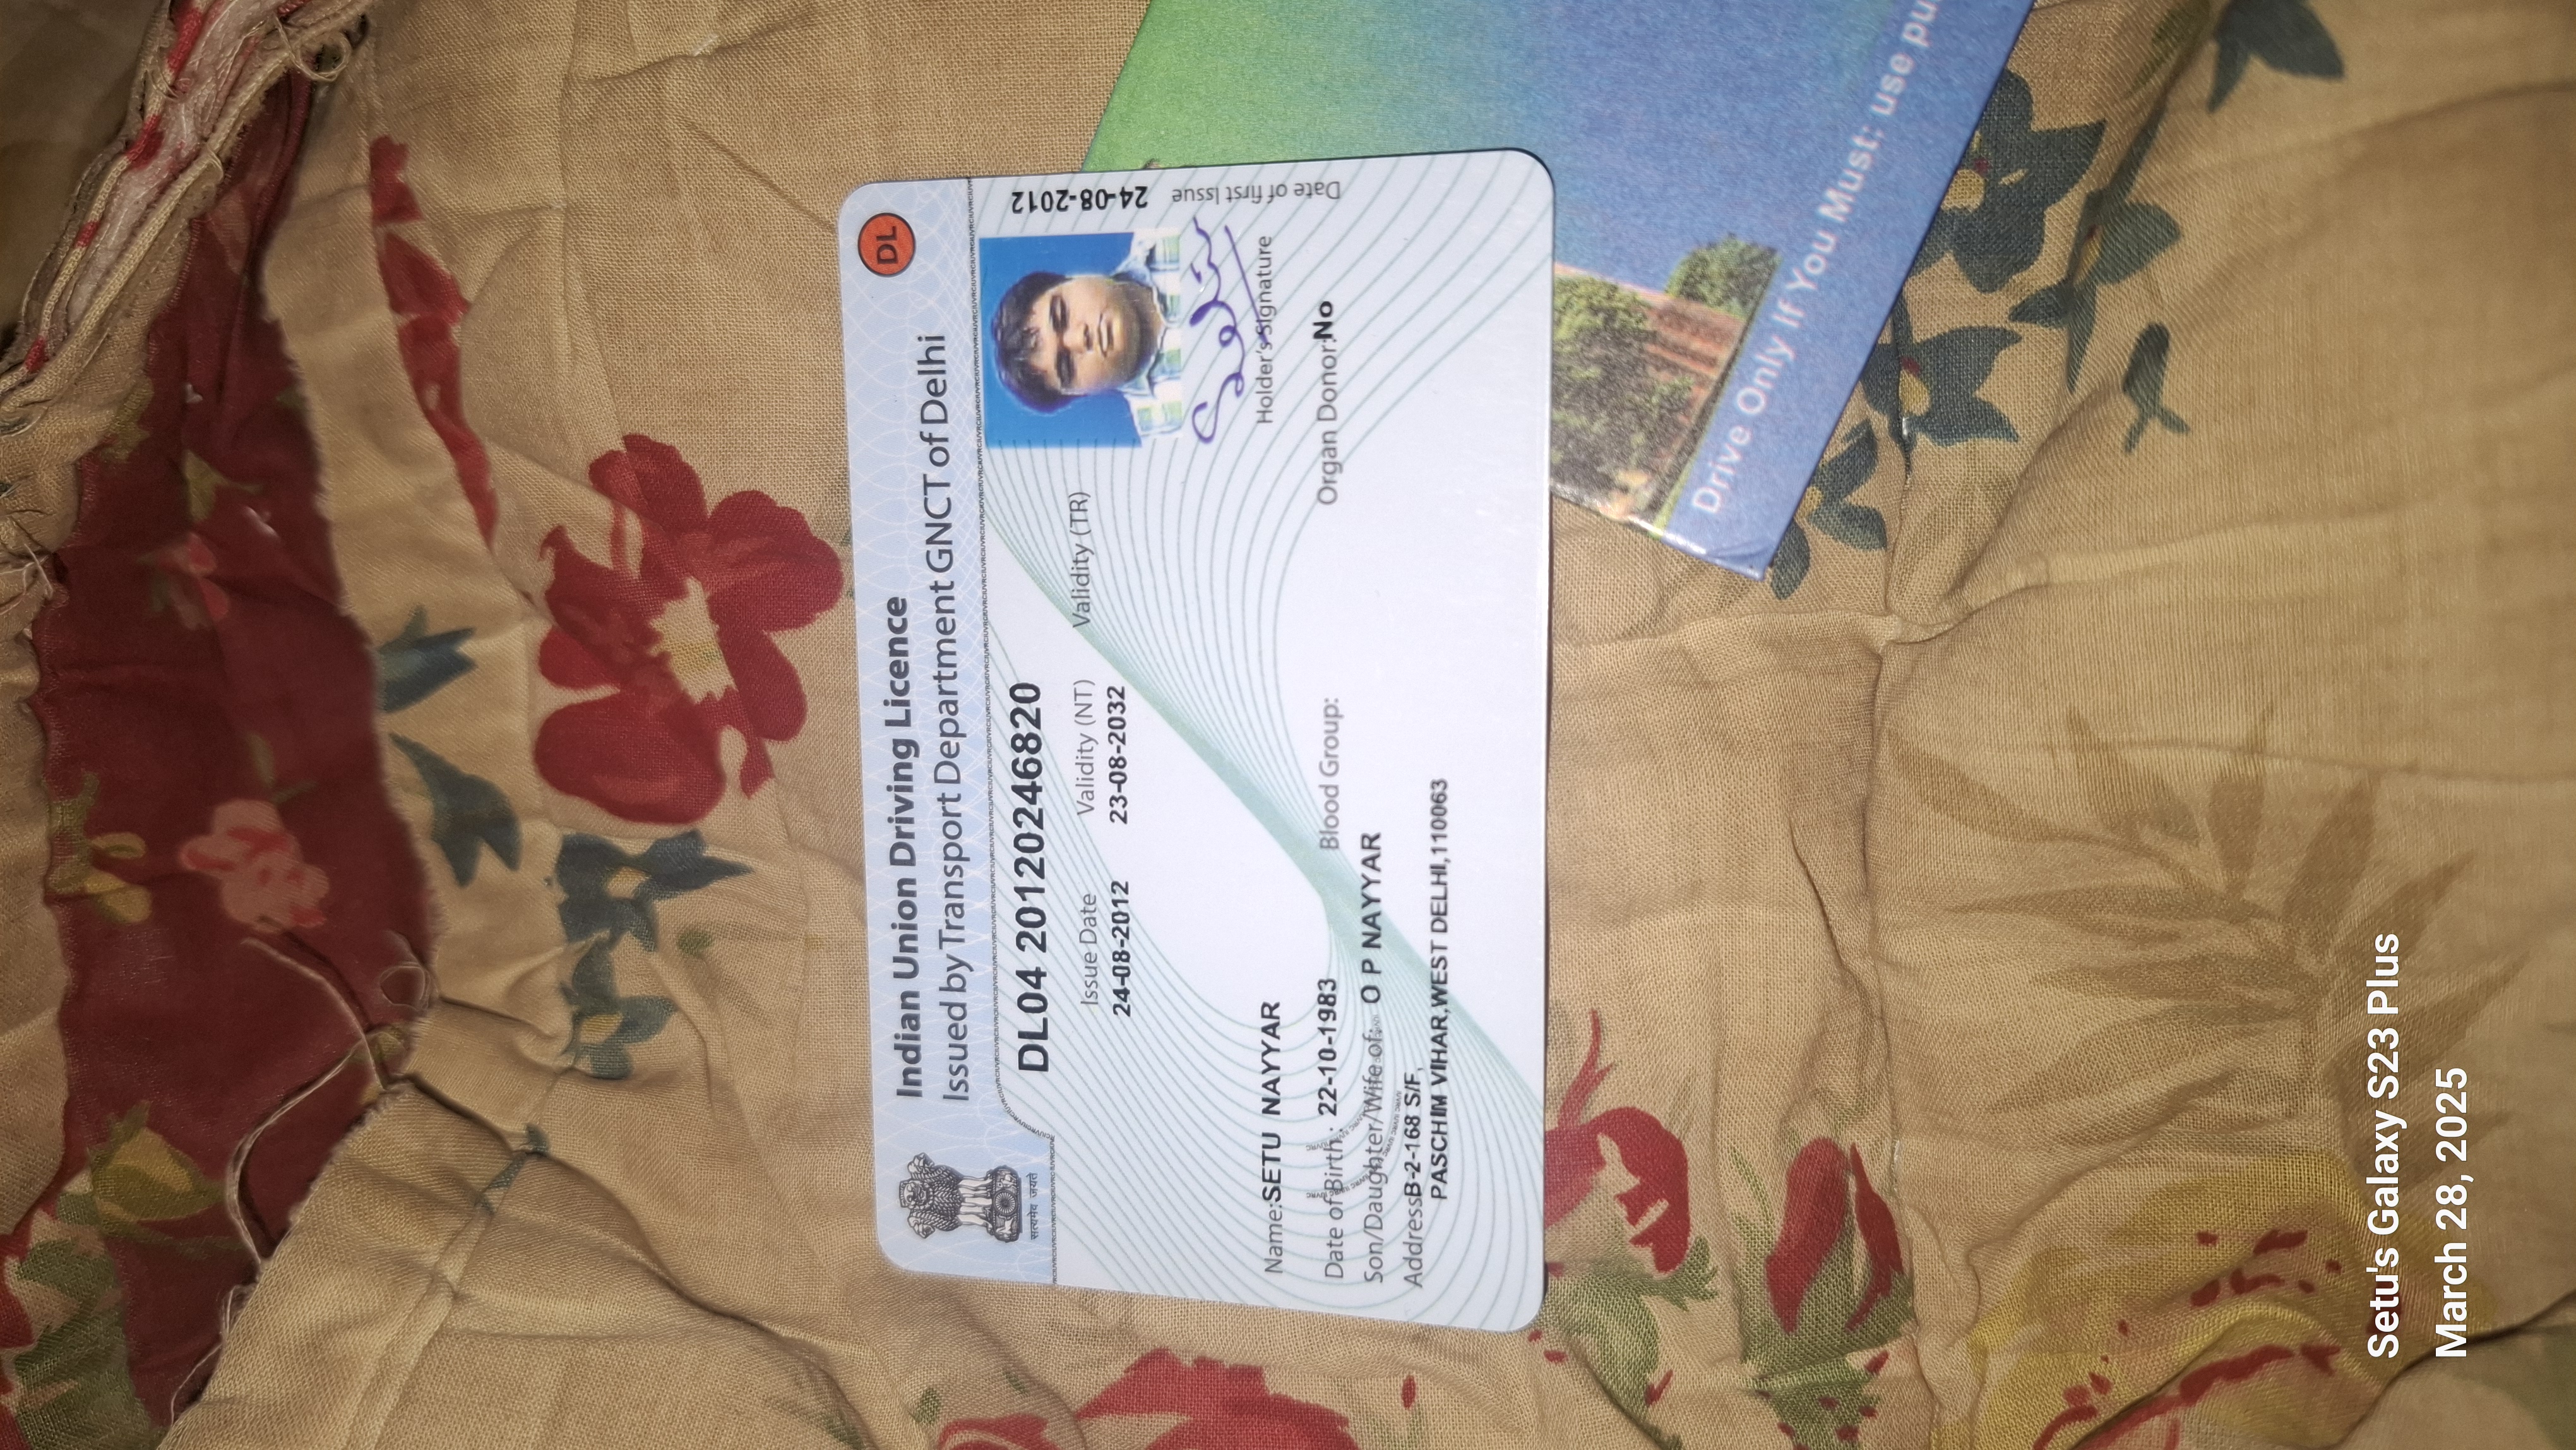 Indian Union Driving Licence
Issued by Transport Department GNCT of Delhi
DL
सत्यमेव जयते
DL04 20120246820
Issue Date Validity (NT) Validity (TR)
24-08-2012 23-08-2032
Date of first Issue 24-08-2012
Holder's Signature
Name:SETU NAYYAR
Date of Birth : 22-10-1983 Blood Group: Organ Donor:No
Son/Daughter/Wife of: O P NAYYAR
Address:B-2-168 S/F,
PASCHIM VIHAR,WEST DELHI,110063
Drive Only If You Must; use pu
Setu's Galaxy S23 Plus
March 28, 2025